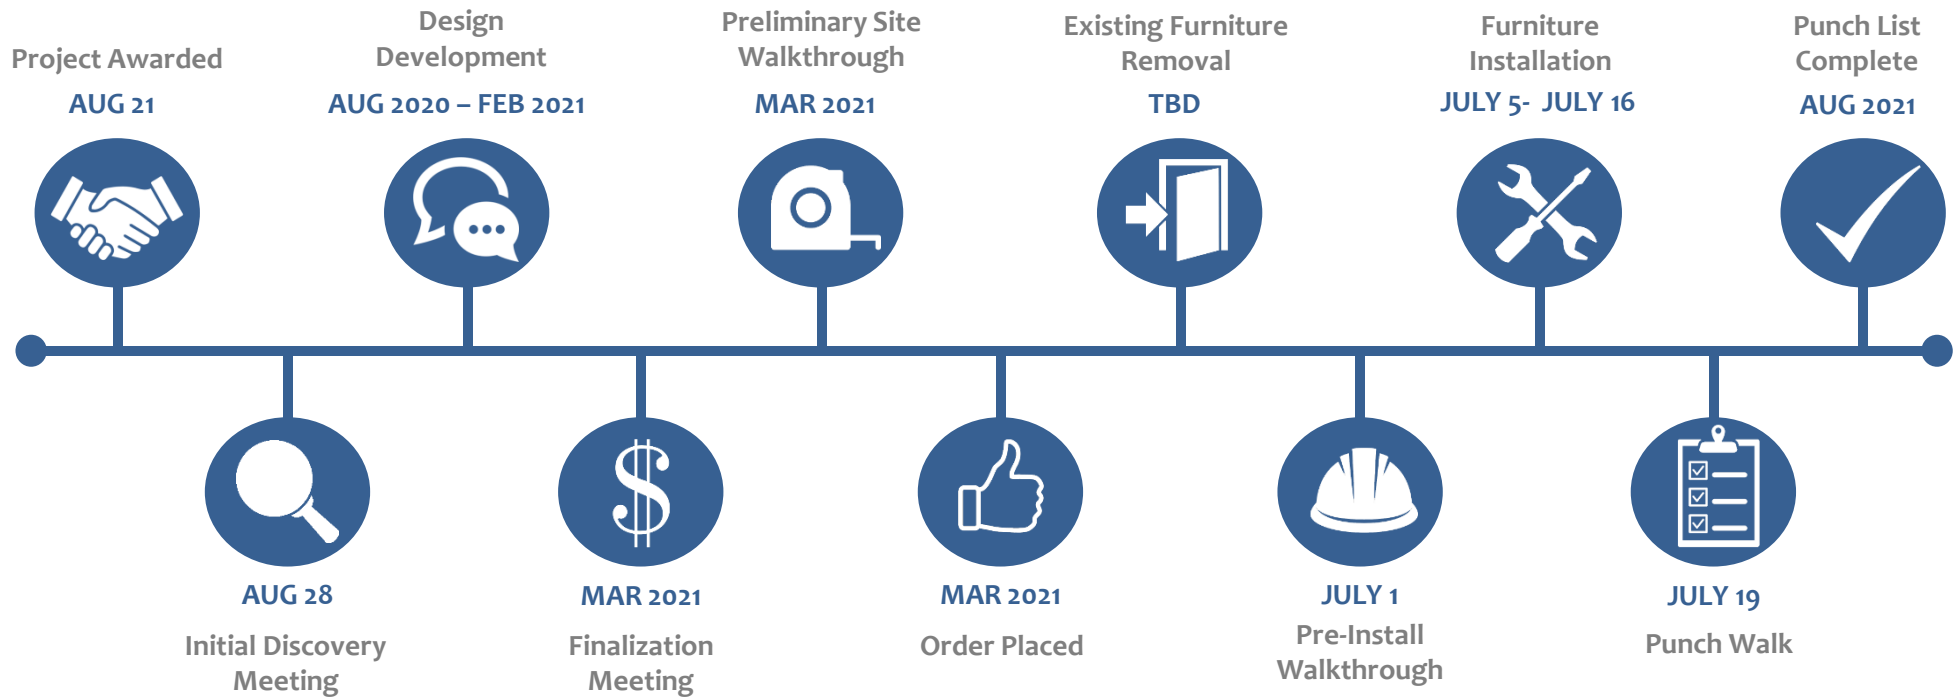 Project Awarded
AUG 21
Design
Development
AUG 2020 – FEB 2021
Preliminary Site
Walkthrough
MAR 2021
Existing Furniture
Removal
TBD
Furniture
Installation
JULY 5-  JULY 16
Punch List
Complete
AUG 2021
AUG 28
Initial Discovery
Meeting
MAR 2021
Finalization
Meeting
MAR 2021
Order Placed
JULY 1
Pre-Install
Walkthrough
JULY 19
Punch Walk